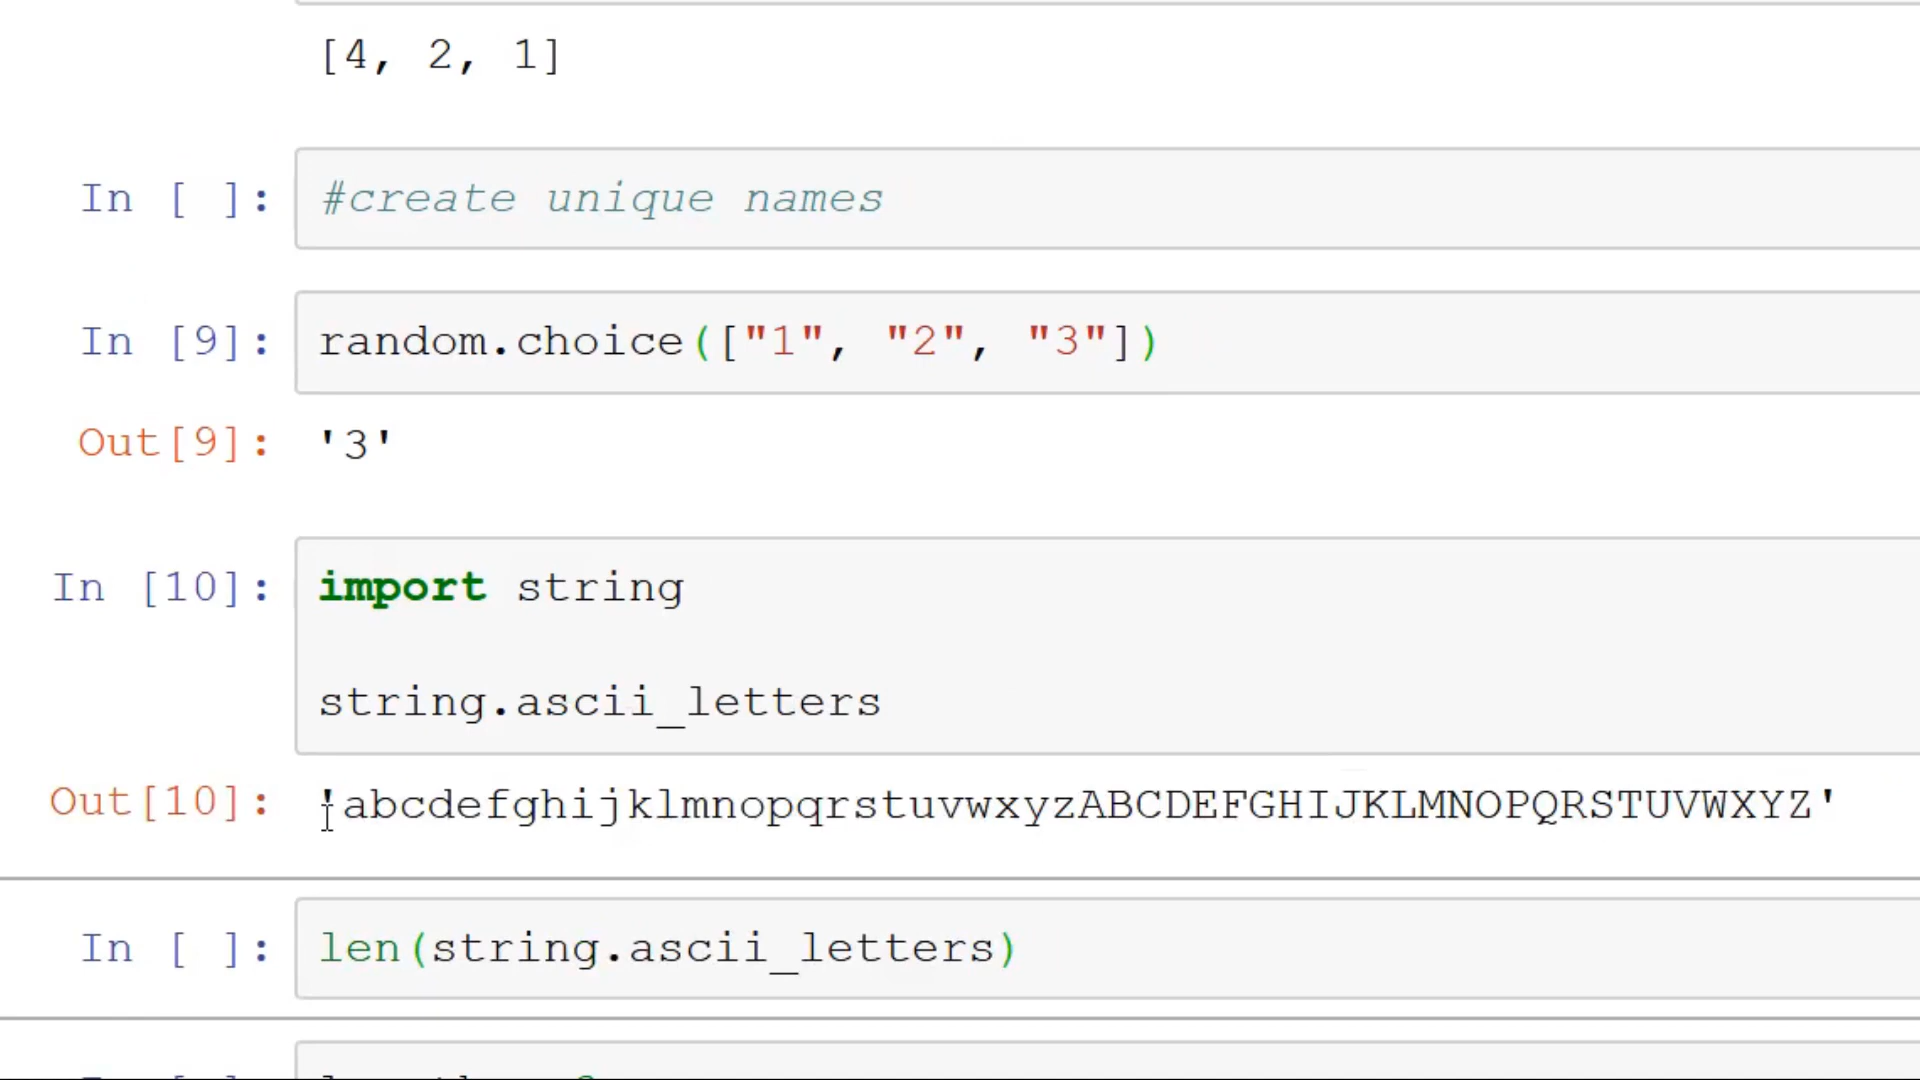 [4, 2, 1]
In [ ]: #create unique names
In [9]: random.choice(["1", "2", "3"])
Out[9]: '3'
In [10]: import string
string.ascii_letters
Out[10]: 'abcdefghijklmnopqrstuvwxyzABCDEFGHIJKLMNOPQRSTUVWXYZ'
In [ ]: len(string.ascii_letters)